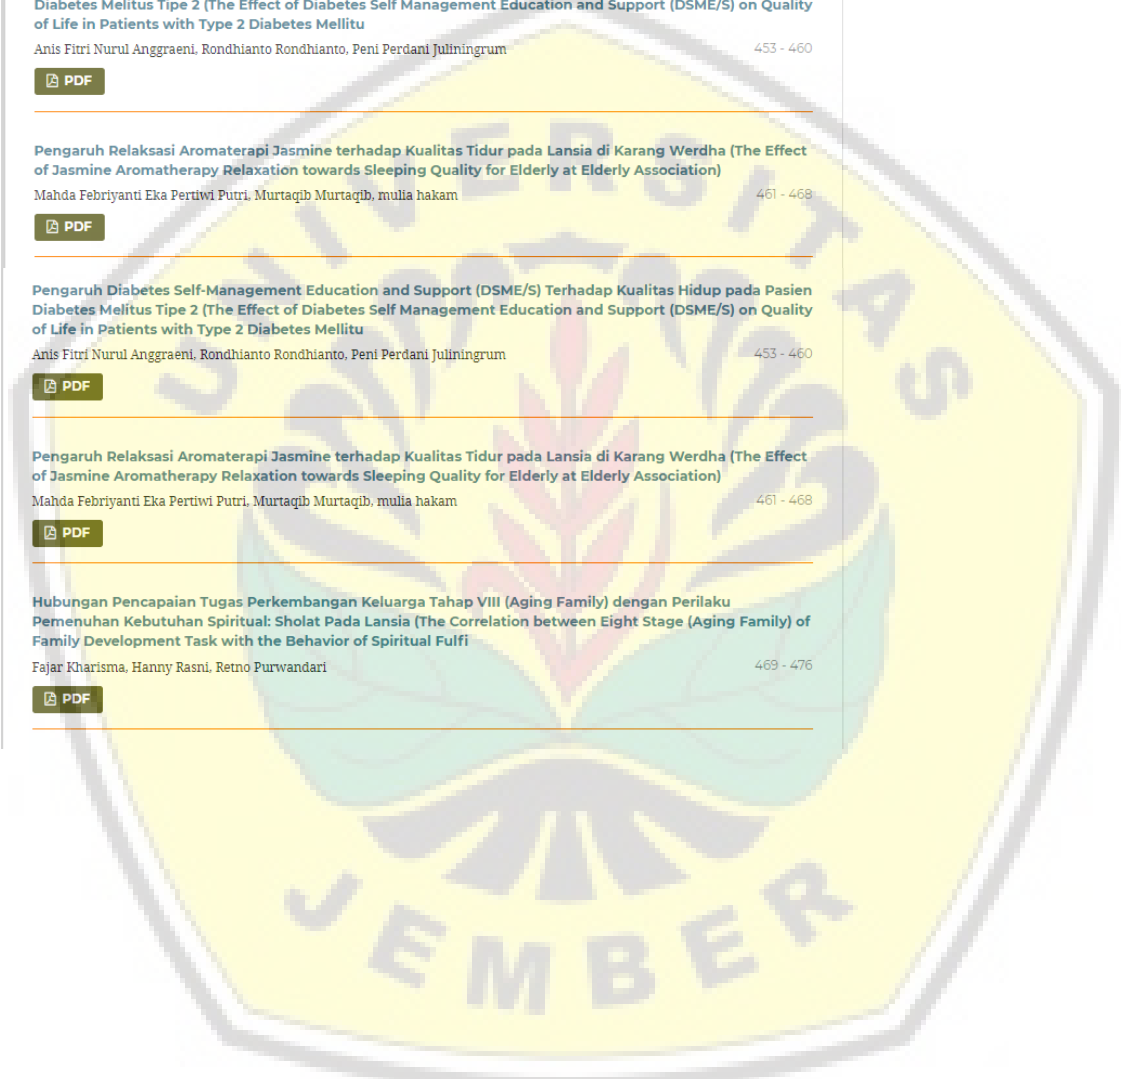 Diabetes Melitus Tipe 2 (The Effect of Diabetes Self Management Education and Support (DSME/S) on Quality
of Life in Patients with Type 2 Diabetes Mellitu
Anis Fitri Nurul Anggraeni, Rondhianto Rondhianto, Peni Perdani Juliningrum 453 - 460
PDF
Pengaruh Relaksasi Aromaterapi Jasmine terhadap Kualitas Tidur pada Lansia di Karang Werdha (The Effect
of Jasmine Aromatherapy Relaxation towards Sleeping Quality for Elderly at Elderly Association)
Mahda Febriyanti Eka Pertiwi Putri, Murtaqib Murtaqib, mulia hakam 461 - 468
PDF
Pengaruh Diabetes Self-Management Education and Support (DSME/S) Terhadap Kualitas Hidup pada Pasien
Diabetes Melitus Tipe 2 (The Effect of Diabetes Self Management Education and Support (DSME/S) on Quality
of Life in Patients with Type 2 Diabetes Mellitu
Anis Fitri Nurul Anggraeni, Rondhianto Rondhianto, Peni Perdani Juliningrum 453 - 460
PDF
Pengaruh Relaksasi Aromaterapi Jasmine terhadap Kualitas Tidur pada Lansia di Karang Werdha (The Effect
of Jasmine Aromatherapy Relaxation towards Sleeping Quality for Elderly at Elderly Association)
Mahda Febriyanti Eka Pertiwi Putri, Murtaqib Murtaqib, mulia hakam 461 - 468
PDF
Hubungan Pencapaian Tugas Perkembangan Keluarga Tahap VIII (Aging Family) dengan Perilaku
Pemenuhan Kebutuhan Spiritual: Sholat Pada Lansia (The Correlation between Eight Stage (Aging Family) of
Family Development Task with the Behavior of Spiritual Fulfi
Fajar Kharisma, Hanny Rasni, Retno Purwandari 469 - 476
PDF
UNIVERSITAS
JEMBER